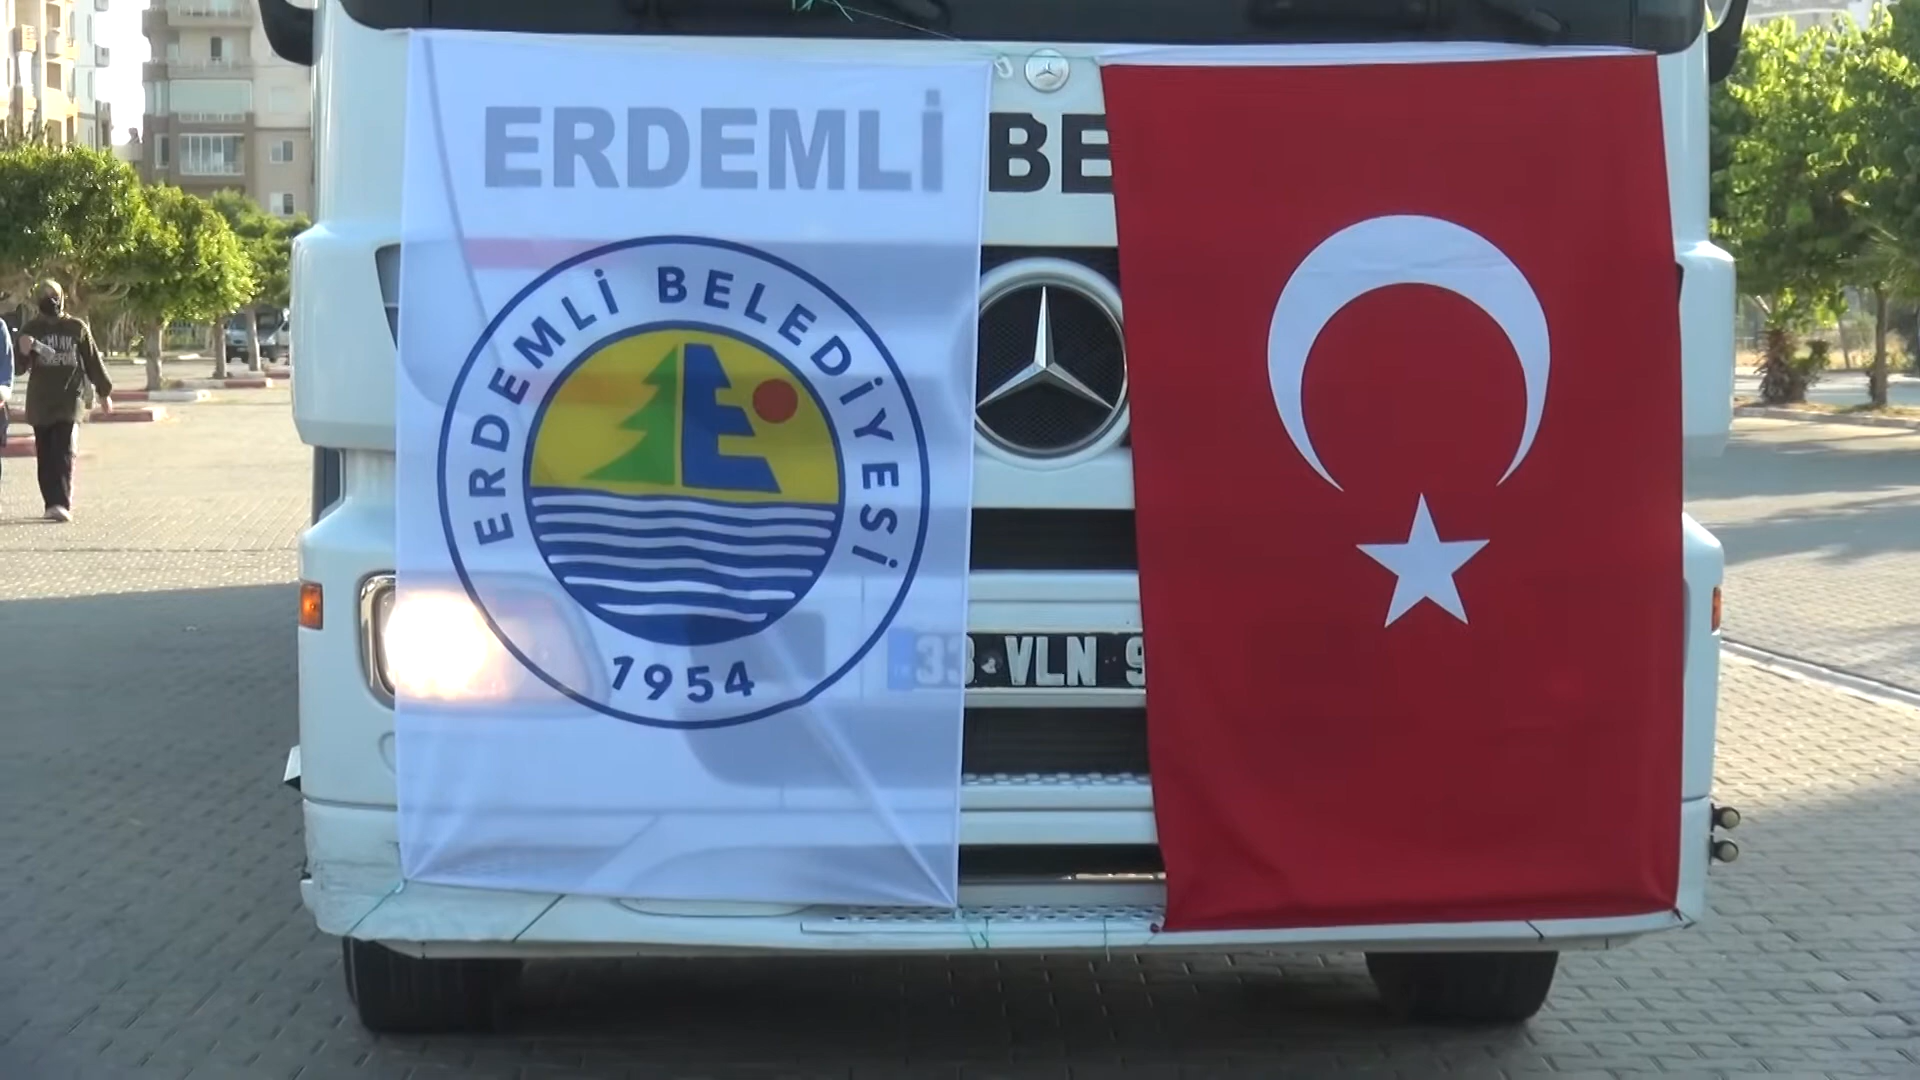 ERDEMLİ BE
ERDEMLİ BELEDİYESİ
1954
33 VLN 9